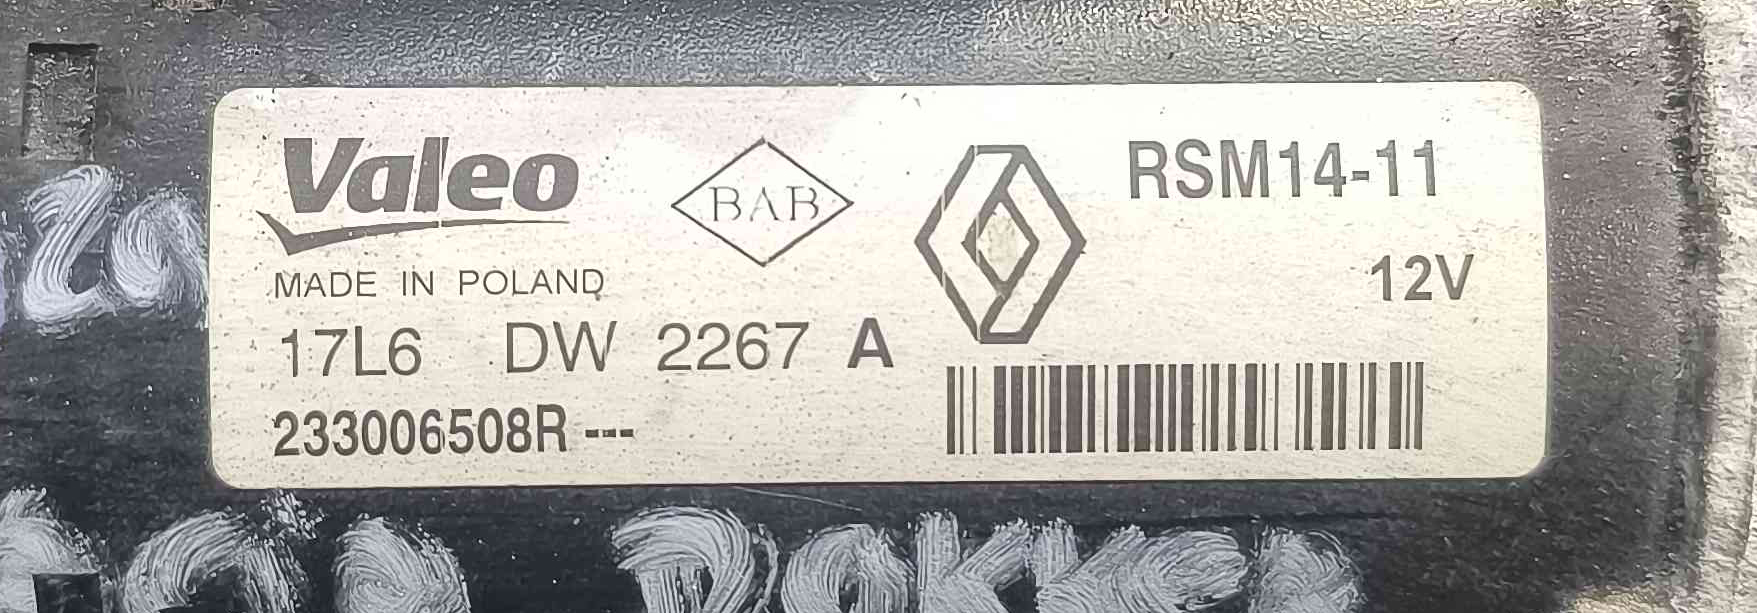 Valeo
BAB
RSM14-11
12V
MADE IN POLAND
17L6 DW 2267 A
233006508R---